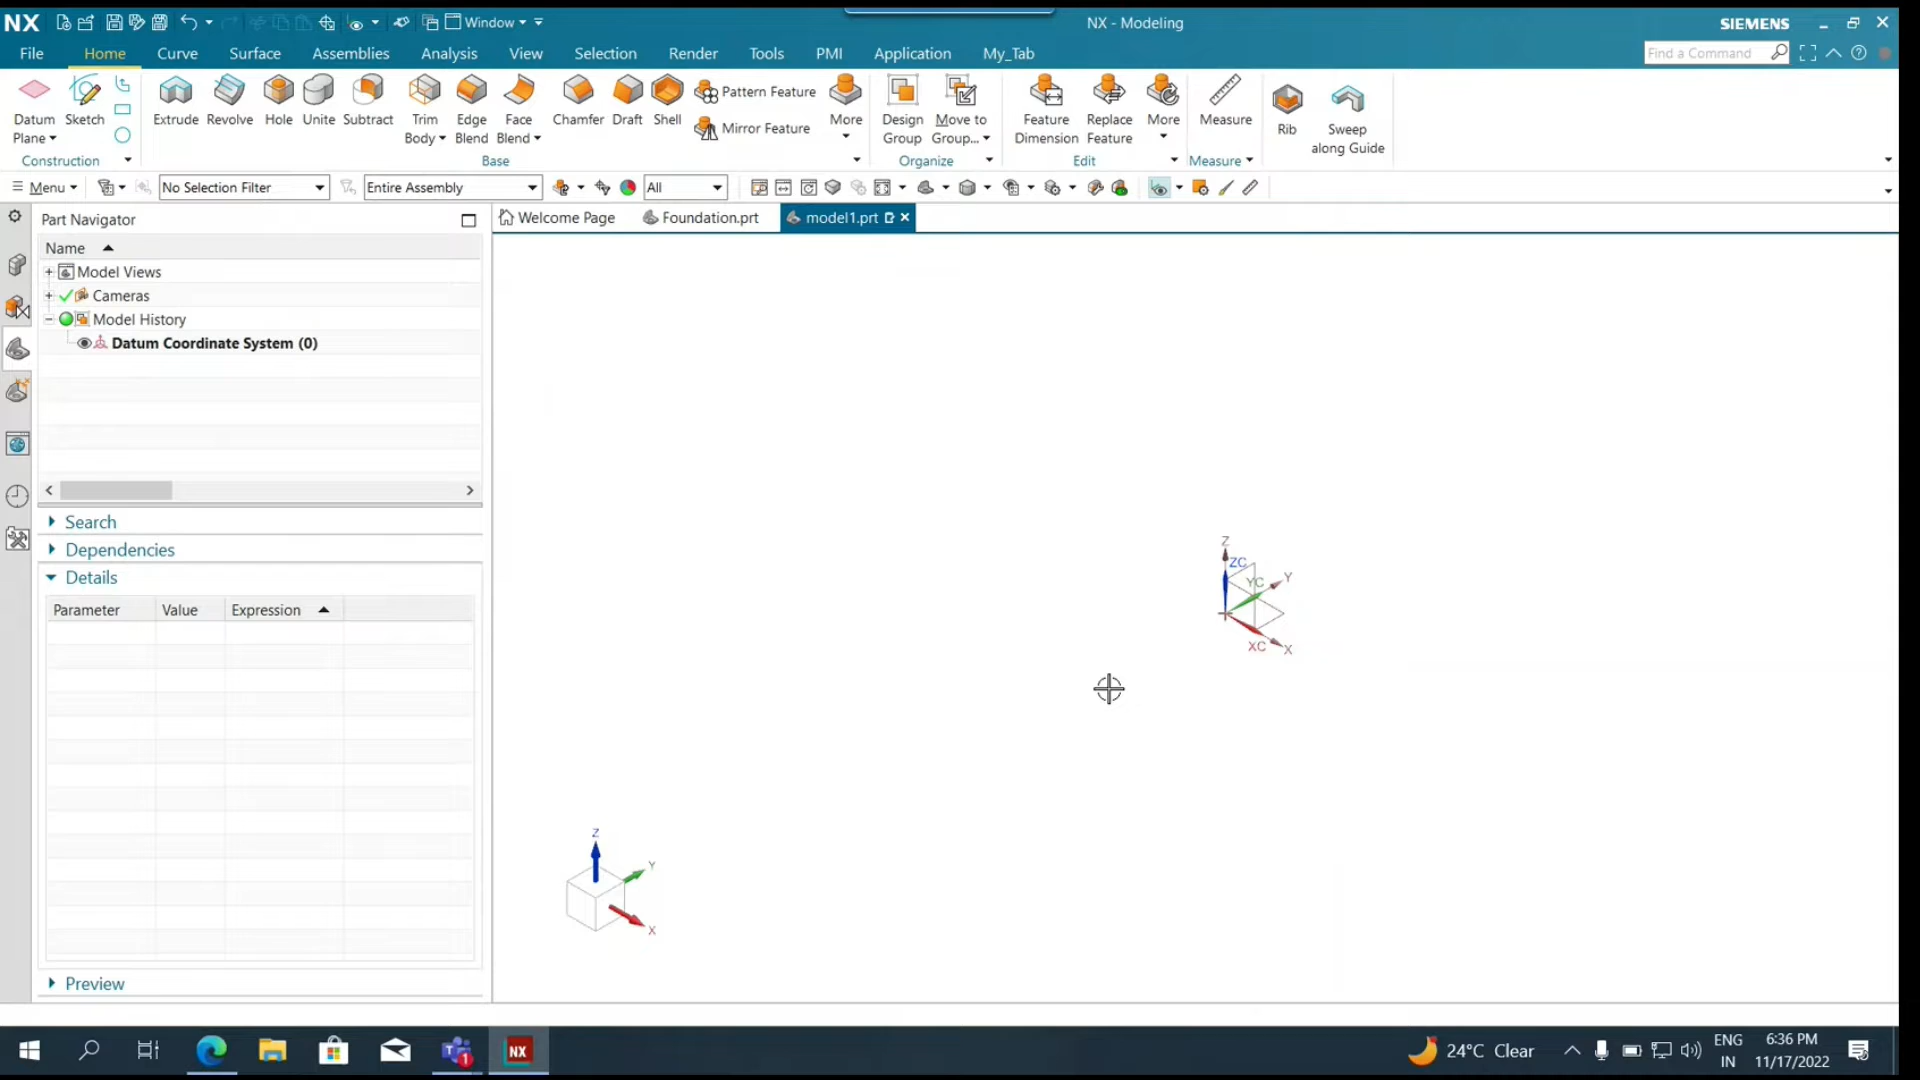 NX
Window
NX - Modeling
SIEMENS
File
Home
Curve
Surface
Assemblies
Analysis
View
Selection
Render
Tools
PMI
Application
My_Tab
Find a Command
Datum
Plane
Sketch
Extrude
Revolve
Hole
Unite
Subtract
Trim
Body
Edge
Blend
Face
Blend
Chamfer
Draft
Shell
Pattern Feature
Mirror Feature
More
Design
Group
Move to
Group...
Feature
Dimension
Replace
Feature
More
Measure
Rib
Sweep
along Guide
Construction
Base
Organize
Edit
Measure
Menu
No Selection Filter
Entire Assembly
All
Part Navigator
Welcome Page
Foundation.prt
model1.prt
Name
Model Views
Cameras
Model History
Datum Coordinate System (0)
Search
Dependencies
Details
Parameter
Value
Expression
Preview
Z
ZC
YC
Y
XC
X
Z
Y
X
NX
1
24°C Clear
ENG
IN
6:36 PM
11/17/2022